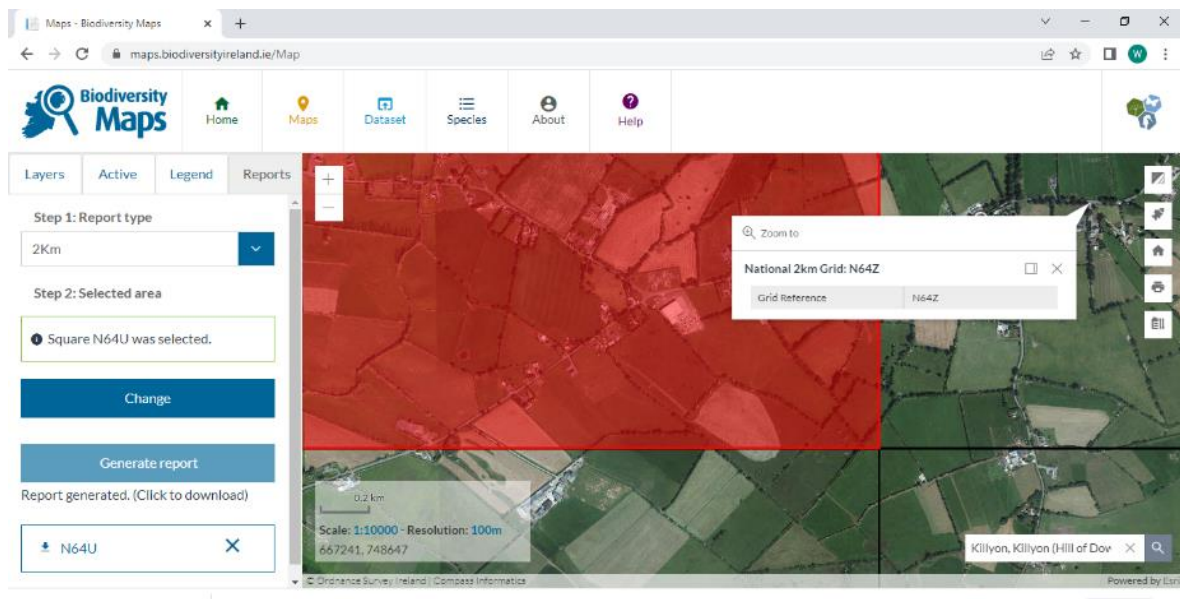 Maps - Biodiversity Maps
maps.biodiversityireland.ie/Map
W
Biodiversity
Maps
Home
Maps
Dataset
Species
About
Help
Layers
Active
Legend
Reports
Step 1: Report type
2Km
Step 2: Selected area
Square N64U was selected.
Change
Generate report
Report generated. (Click to download)
N64U
Zoom to
National 2km Grid: N64Z
Grid Reference
N64Z
0.2 km
Scale: 1:10000 - Resolution: 100m
667241, 748647
Killyon, Killyon (Hill of Dow
© Ordnance Survey Ireland | Compass Informatics
Powered by Esri